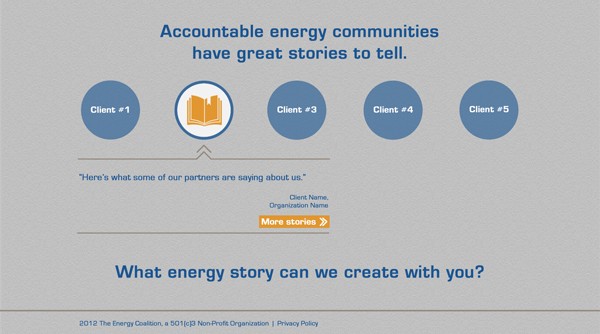 Accountable energy communities
have great stories to tell.
Client #1
Client #3
Client #4
Client #5
"Here's what some of our partners are saying about us."
Client Name,
Organization Name
More stories
What energy story can we create with you?
2012 The Energy Coalition, a 501(c)3 Non-Profit Organization | Privacy Policy